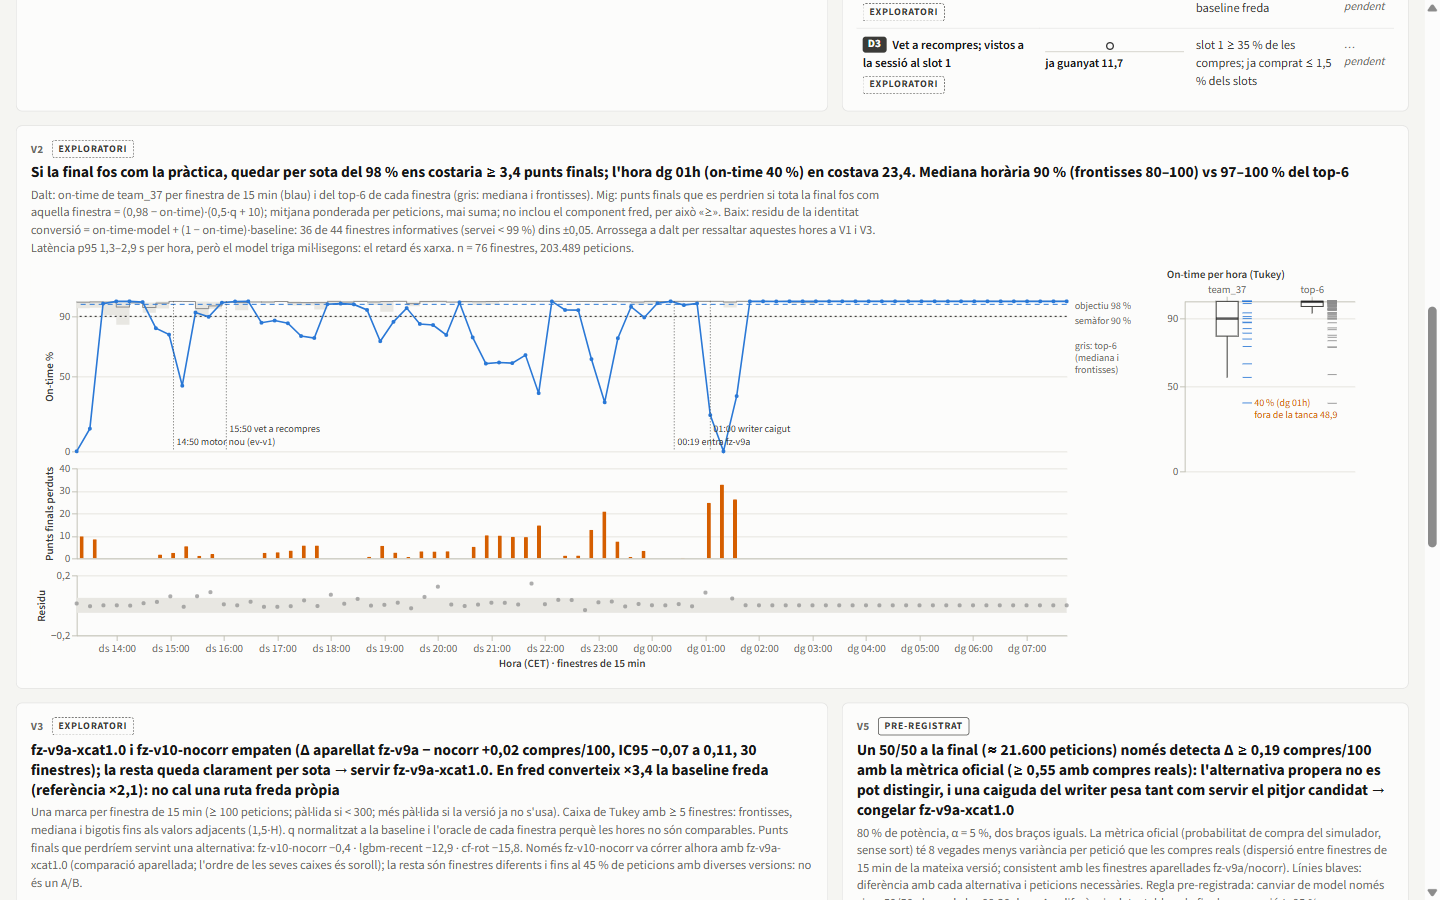 EXPLORATORI
baseline freda
pendent
D3 Vet a recompres; vistos a
la sessió al slot 1
ja guanyat 11,7
slot 1 ≥ 35 % de les
compres; ja comprat ≤ 1,5
% dels slots
…
pendent
EXPLORATORI
V2 EXPLORATORI
Si la final fos com la pràctica, quedar per sota del 98 % ens costaria ≥ 3,4 punts finals; l'hora dg 01h (on-time 40 %) en costava 23,4. Mediana horària 90 % (frontisses 80–100) vs 97–100 % del top-6
Dalt: on-time de team_37 per finestra de 15 min (blau) i del top-6 de cada finestra (gris: mediana i frontisses). Mig: punts finals que es perdrien si tota la final fos com
aquella finestra = (0,98 − on-time)·(0,5·q + 10); mitjana ponderada per peticions, mai suma; no inclou el component fred, per això «≥». Baix: residu de la identitat
conversió = on-time·model + (1 − on-time)·baseline: 36 de 44 finestres informatives (servei < 99 %) dins ±0,05. Arrossega a dalt per ressaltar aquestes hores a V1 i V3.
Latència p95 1,3–2,9 s per hora, però el model triga mil·lisegons: el retard és xarxa. n = 76 finestres, 203.489 peticions.
On-time %
90
50
0
objectiu 98 %
semàfor 90 %
gris: top-6
(mediana i
frontisses)
15:50 vet a recompres
14:50 motor nou (ev-v1)
01:00 writer caigut
00:19 entra fz-v9a
Punts finals perduts
40
30
20
10
0
Residu
0,2
−0,2
ds 14:00 ds 15:00 ds 16:00 ds 17:00 ds 18:00 ds 19:00 ds 20:00 ds 21:00 ds 22:00 ds 23:00 dg 00:00 dg 01:00 dg 02:00 dg 03:00 dg 04:00 dg 05:00 dg 06:00 dg 07:00
Hora (CET) · finestres de 15 min
On-time per hora (Tukey)
team_37 top-6
90
50
0
40 % (dg 01h)
fora de la tanca 48,9
V3 EXPLORATORI
fz-v9a-xcat1.0 i fz-v10-nocorr empaten (Δ aparellat fz-v9a − nocorr +0,02 compres/100, IC95 −0,07 a 0,11, 30
finestres); la resta queda clarament per sota → servir fz-v9a-xcat1.0. En fred converteix ×3,4 la baseline freda
(referència ×2,1): no cal una ruta freda pròpia
Una marca per finestra de 15 min (≥ 100 peticions; pàl·lida si < 300; més pàl·lida si la versió ja no s'usa). Caixa de Tukey amb ≥ 5 finestres: frontisses,
mediana i bigotis fins als valors adjacents (1,5·H). q normalitzat a la baseline i l'oracle de cada finestra perquè les hores no són comparables. Punts
finals que perdríem servint una alternativa: fz-v10-nocorr −0,4 · lgbm-recent −12,9 · cf-rot −15,8. Només fz-v10-nocorr va córrer alhora amb fz-v9a-
xcat1.0 (comparació aparellada; l'ordre de les seves caixes és soroll); la resta són finestres diferents i fins al 45 % de peticions amb diverses versions: no
és un A/B.
V5 PRE-REGISTRAT
Un 50/50 a la final (≈ 21.600 peticions) només detecta Δ ≥ 0,19 compres/100
amb la mètrica oficial (≥ 0,55 amb compres reals): l'alternativa propera no es
pot distingir, i una caiguda del writer pesa tant com servir el pitjor candidat →
congelar fz-v9a-xcat1.0
80 % de potència, α = 5 %, dos braços iguals. La mètrica oficial (probabilitat de compra del simulador,
sense sort) té 8 vegades menys variància per petició que les compres reals (dispersió entre finestres de
15 min de la mateixa versió; consistent amb les finestres aparellades fz-v9a/nocorr). Línies blaves:
diferència amb cada alternativa i peticions necessàries. Regla pre-registrada: canviar de model només